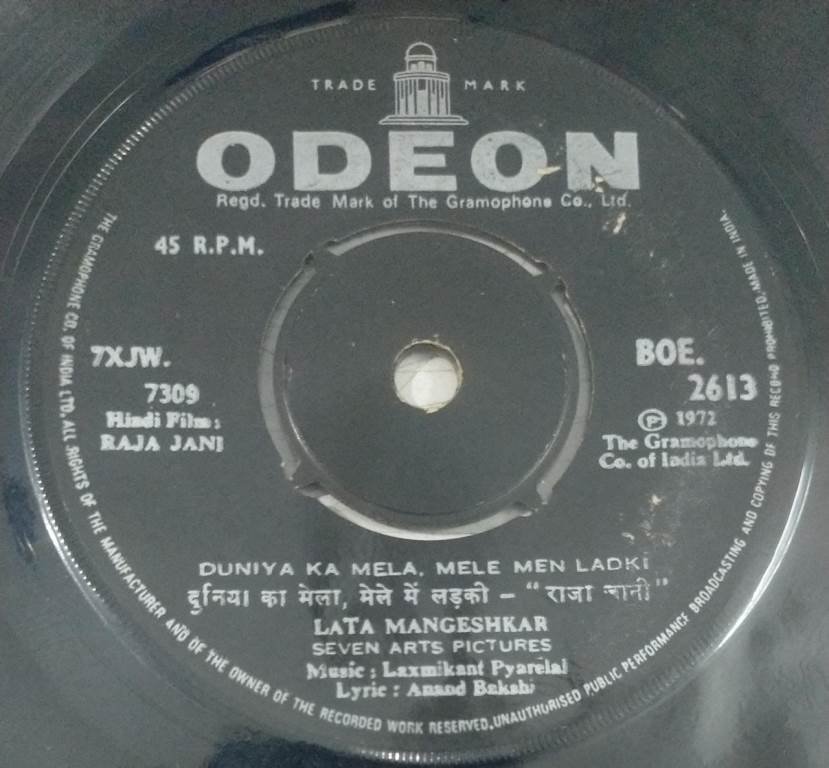 TRADE MARK
ODEON
Regd. Trade Mark of The Gramophone Co., Ltd.
45 R.P.M.
7XJW.
7309
Hindi Film:
RAJA JANI
BOE.
2613
Ⓟ 1972
The Gramophone
Co. of India Ltd.
DUNIYA KA MELA, MELE MEN LADKI
दुनिया का मेला, मेले में लड़की - "राजा जानी"
LATA MANGESHKAR
SEVEN ARTS PICTURES
Music : Laxmikant Pyarelal
Lyric : Anand Bakshi
THE GRAMOPHONE CO. OF INDIA LTD. ALL RIGHTS OF THE MANUFACTURER AND OF THE OWNER OF THE RECORDED WORK RESERVED. UNAUTHORISED PUBLIC PERFORMANCE BROADCASTING AND COPYING OF THIS RECORD PROHIBITED. MADE IN INDIA.